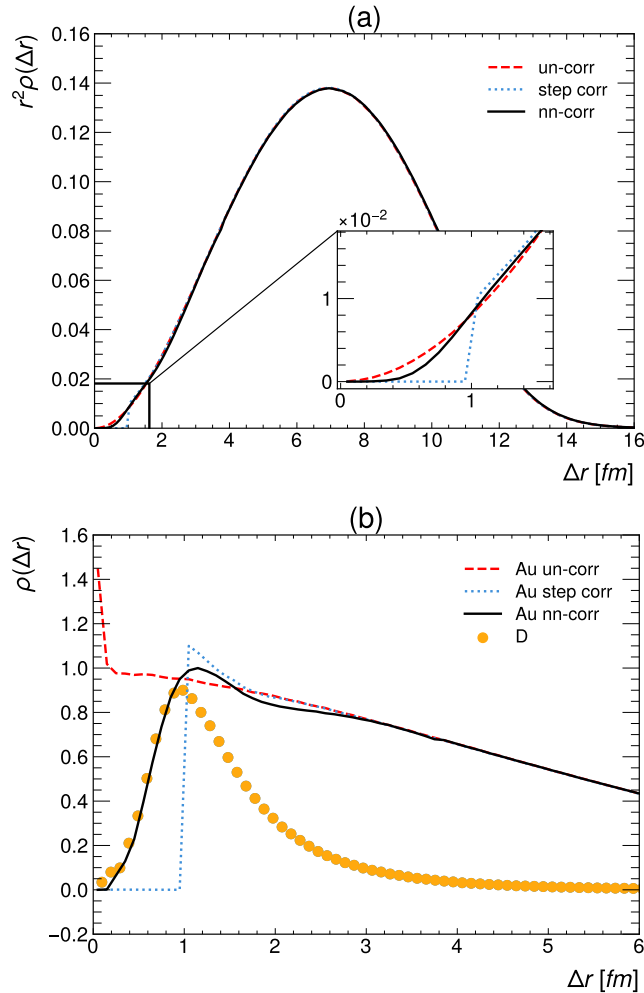 (a)
r²ρ(Δr)
0.16
0.14
0.12
0.10
0.08
0.06
0.04
0.02
0.00
un-corr
step corr
nn-corr
×10⁻²
1
0
0 1
0 2 4 6 8 10 12 14 16
Δr [fm]
(b)
ρ(Δr)
1.6
1.4
1.2
1.0
0.8
0.6
0.4
0.2
0.0
−0.2
Au un-corr
Au step corr
Au nn-corr
D
0 1 2 3 4 5 6
Δr [fm]